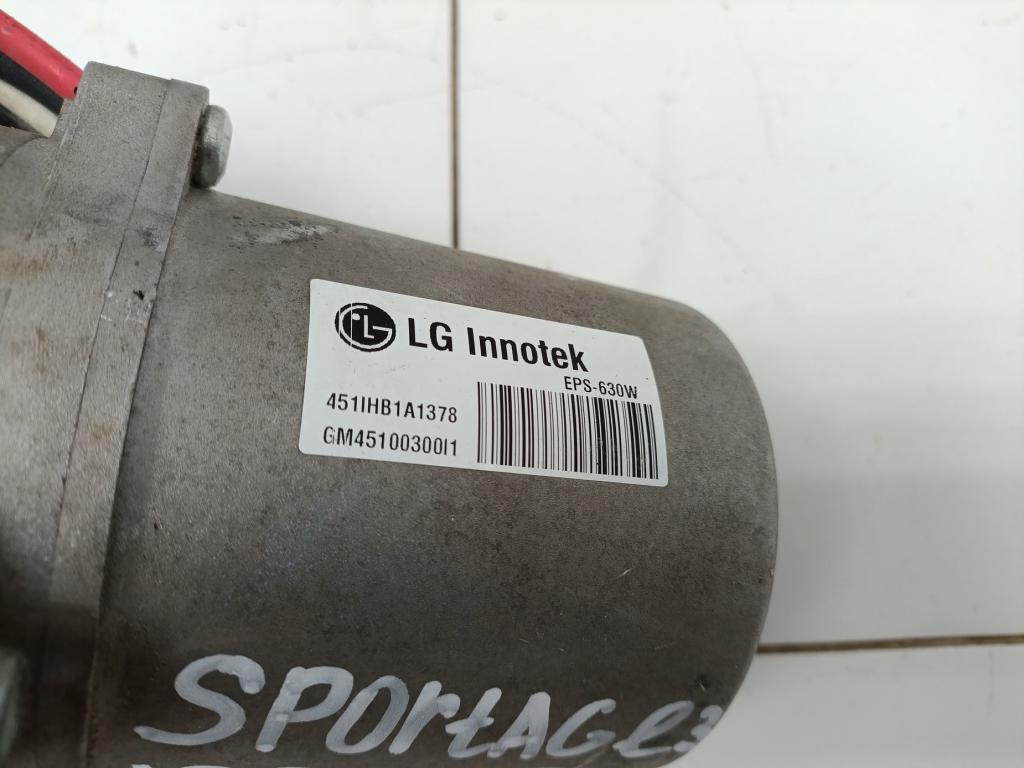 LG Innotek
EPS-630W
451IHB1A1378
GM45100300I1
SPOrtAGe3